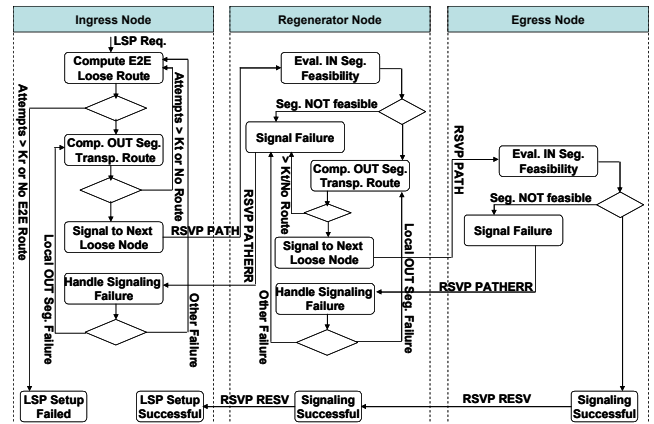 Ingress Node
Regenerator Node
Egress Node
LSP Req.
Compute E2E
Loose Route
Attempts > Kr or No E2E Route
Attempts > Kt or No
Route
Comp. OUT Seg.
Transp. Route
Signal to Next
Loose Node
RSVP PATH
Local OUT Seg. Failure
Handle Signaling
Failure
Other Failure
LSP Setup
Failed
LSP Setup
Successful
Eval. IN Seg.
Feasibility
Seg. NOT feasible
Signal Failure
Comp. OUT Seg.
Transp. Route
> Kt/No
Route
Signal to Next
Loose Node
RSVP PATHERR
Handle Signaling
Failure
Other Failure
Local OUT Seg. Failure
RSVP RESV
Signaling
Successful
RSVP PATH
Eval. IN Seg.
Feasibility
Seg. NOT feasible
Signal Failure
RSVP PATHERR
RSVP RESV
Signaling
Successful